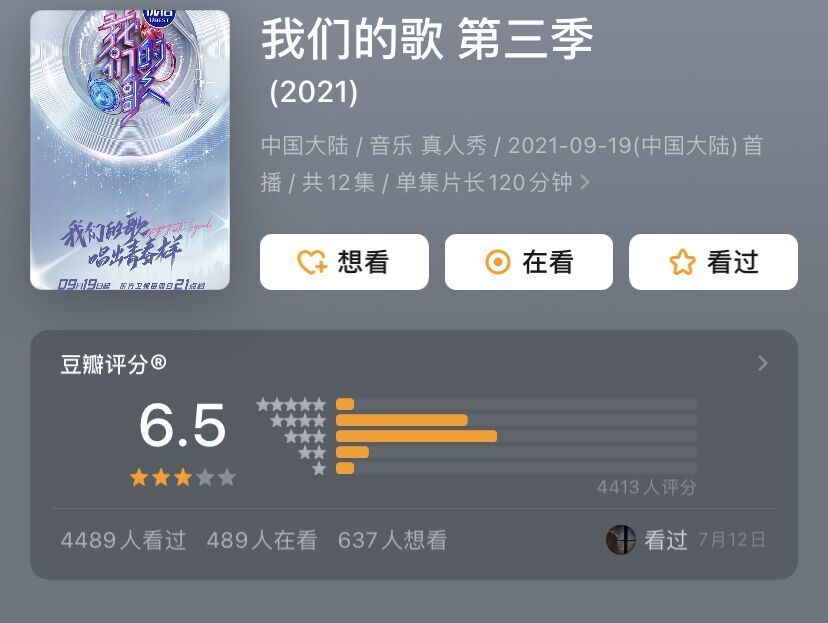 我们的歌
我们的歌 第三季
(2021)
中国大陆 / 音乐 真人秀 / 2021-09-19(中国大陆)首
播 / 共12集 / 单集片长120分钟
我们的歌
唱出青春样
09月19日起 东方卫视每周日21点档
想看
在看
看过
豆瓣评分®
6.5
4413人评分
4489人看过 489人在看 637人想看
看过 7月12日